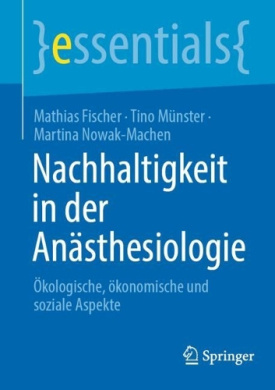 }essentials{
Mathias Fischer · Tino Münster ·
Martina Nowak-Machen
Nachhaltigkeit
in der
Anästhesiologie
Ökologische, ökonomische und
soziale Aspekte
Springer